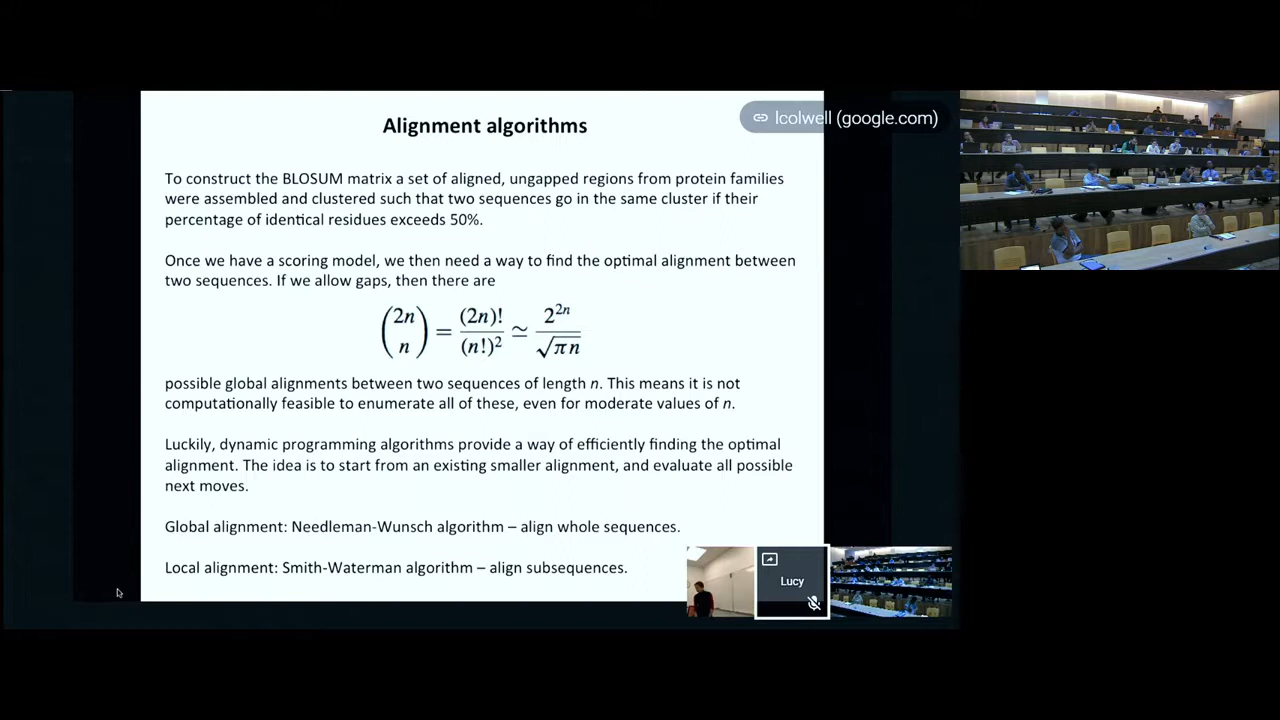 Alignment algorithms
lcolwell (google.com)
To construct the BLOSUM matrix a set of aligned, ungapped regions from protein families
were assembled and clustered such that two sequences go in the same cluster if their
percentage of identical residues exceeds 50%.
Once we have a scoring model, we then need a way to find the optimal alignment between
two sequences. If we allow gaps, then there are
(2n n) = (2n)! / (n!)² ≃ 2²ⁿ / √πn
possible global alignments between two sequences of length n. This means it is not
computationally feasible to enumerate all of these, even for moderate values of n.
Luckily, dynamic programming algorithms provide a way of efficiently finding the optimal
alignment. The idea is to start from an existing smaller alignment, and evaluate all possible
next moves.
Global alignment: Needleman-Wunsch algorithm – align whole sequences.
Local alignment: Smith-Waterman algorithm – align subsequences.
Lucy